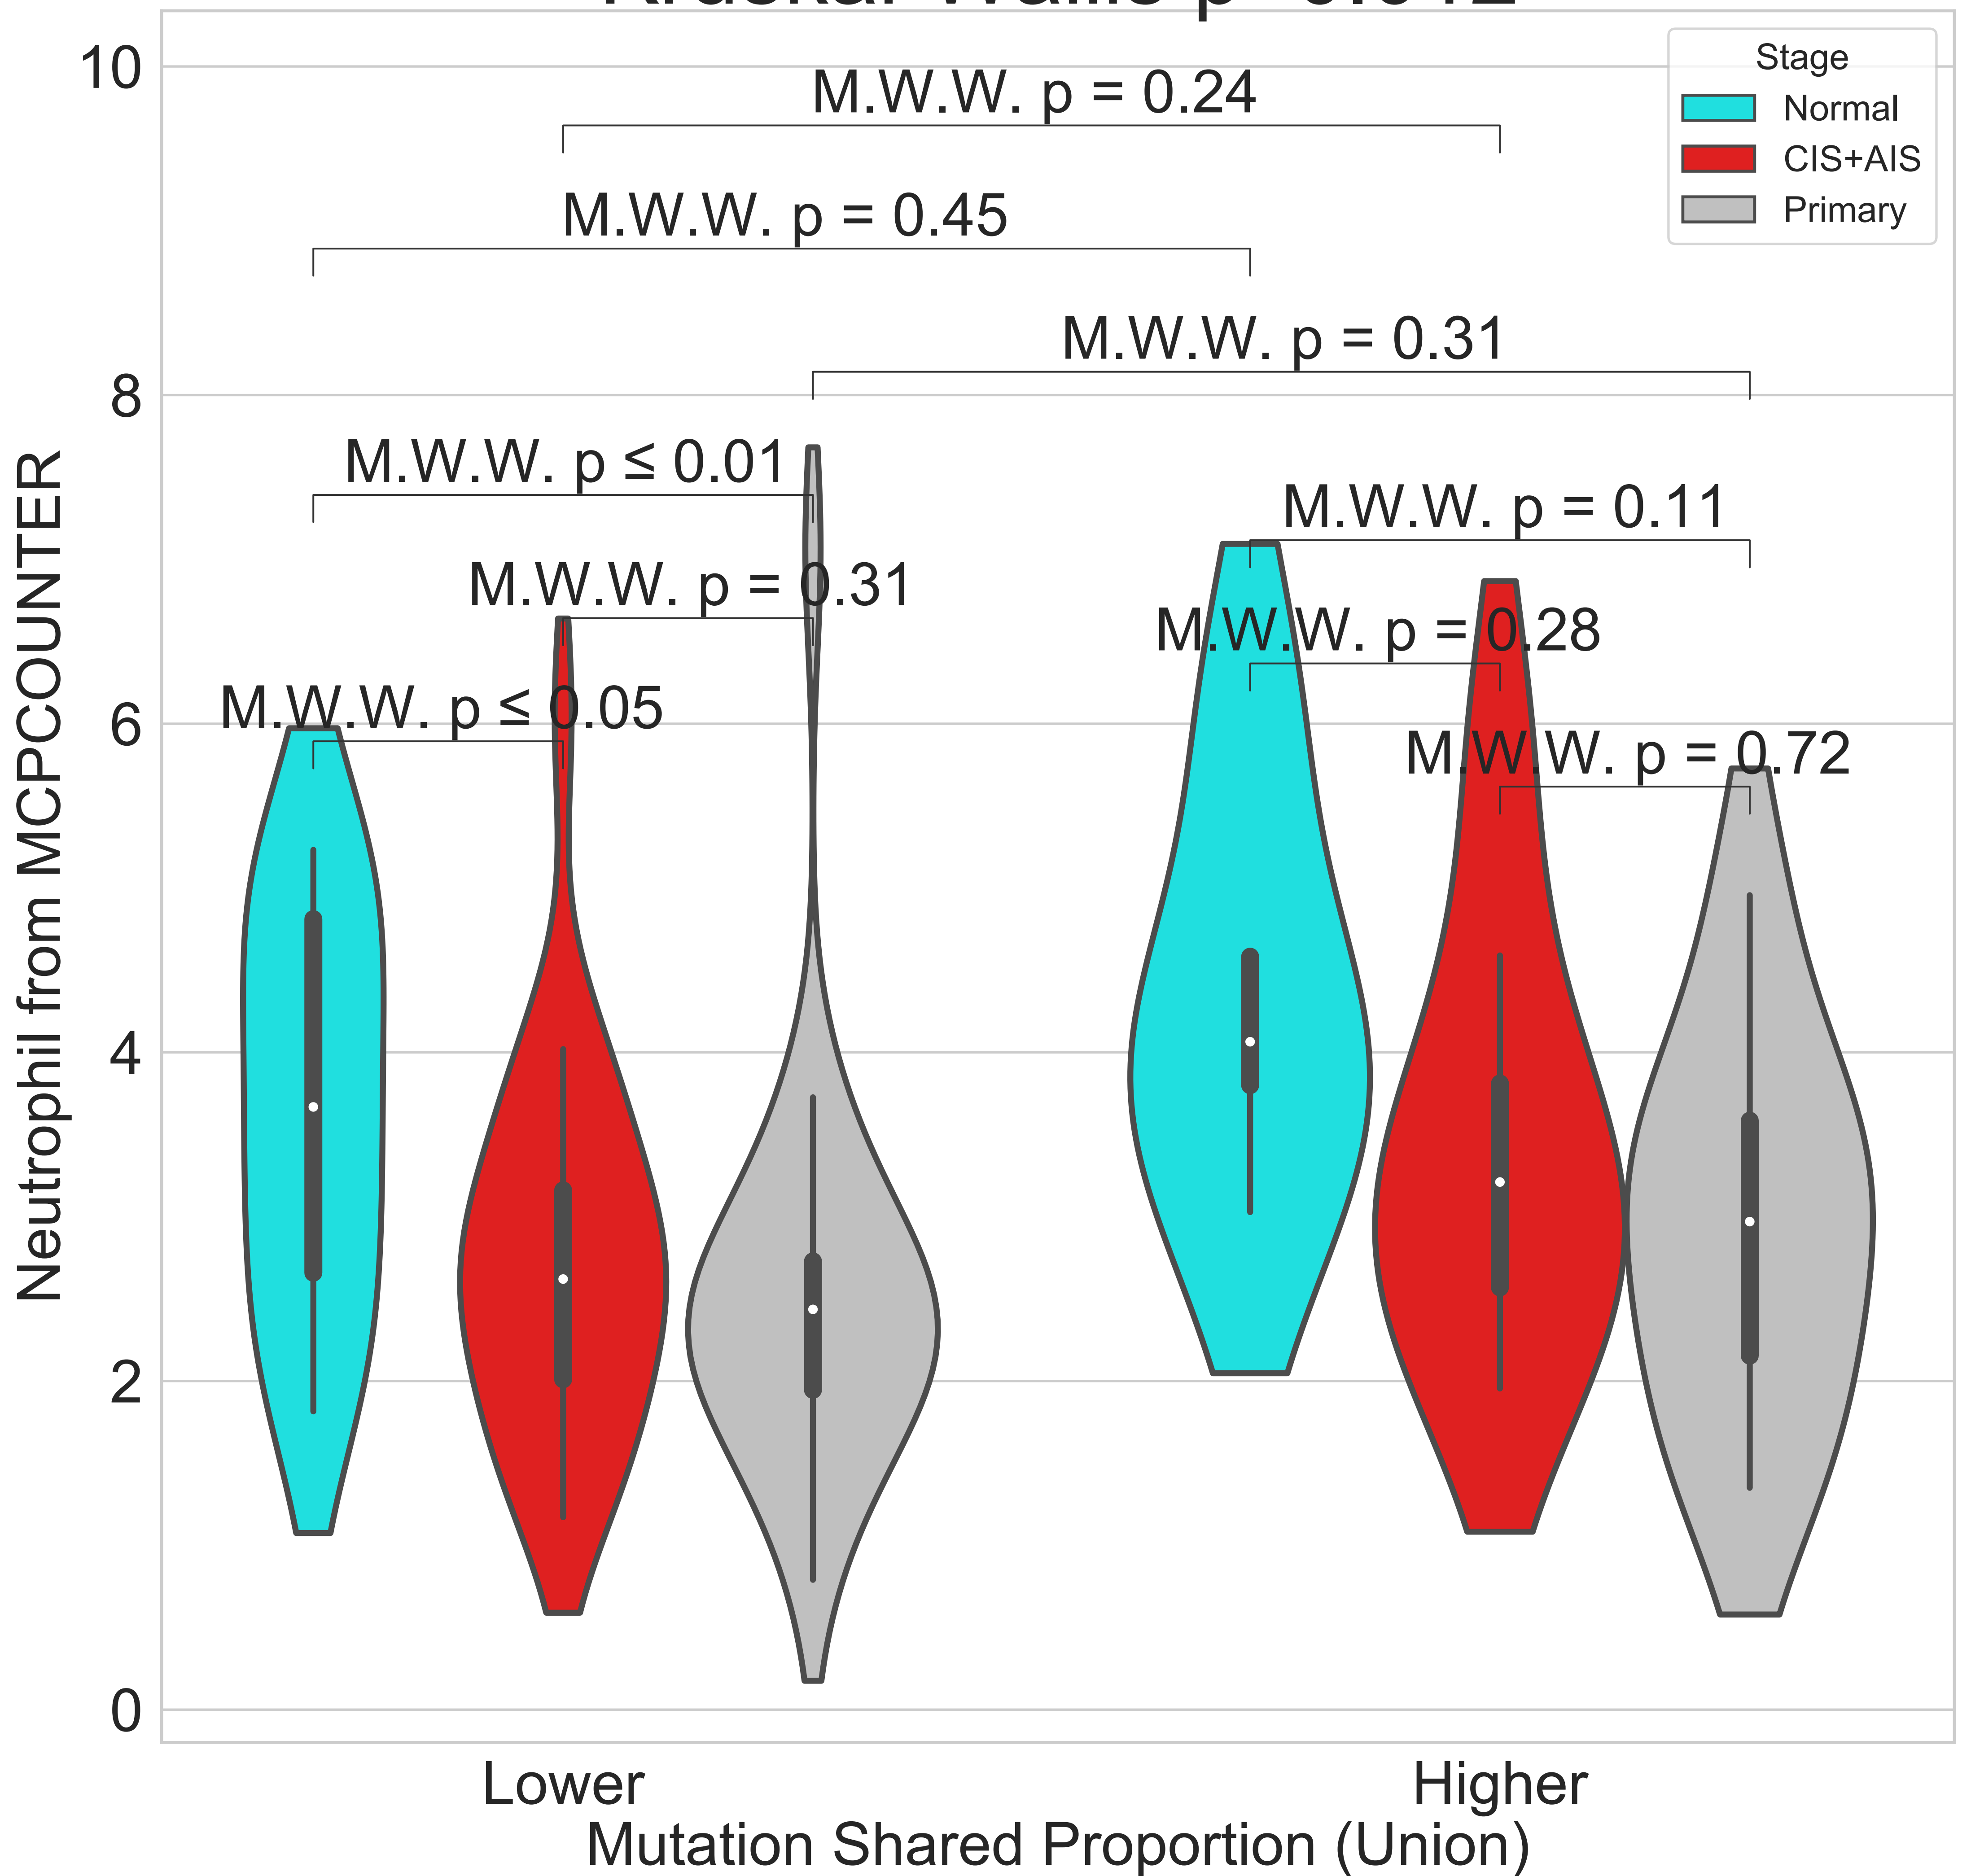 10
8
6
4
2
0
Neutrophil from MCPCOUNTER
Stage
Normal
CIS+AIS
Primary
M.W.W. p = 0.24
M.W.W. p = 0.45
M.W.W. p = 0.31
M.W.W. p ≤ 0.01
M.W.W. p = 0.11
M.W.W. p = 0.31
M.W.W. p = 0.28
M.W.W. p ≤ 0.05
M.W.W. p = 0.72
Lower
Higher
Mutation Shared Proportion (Union)